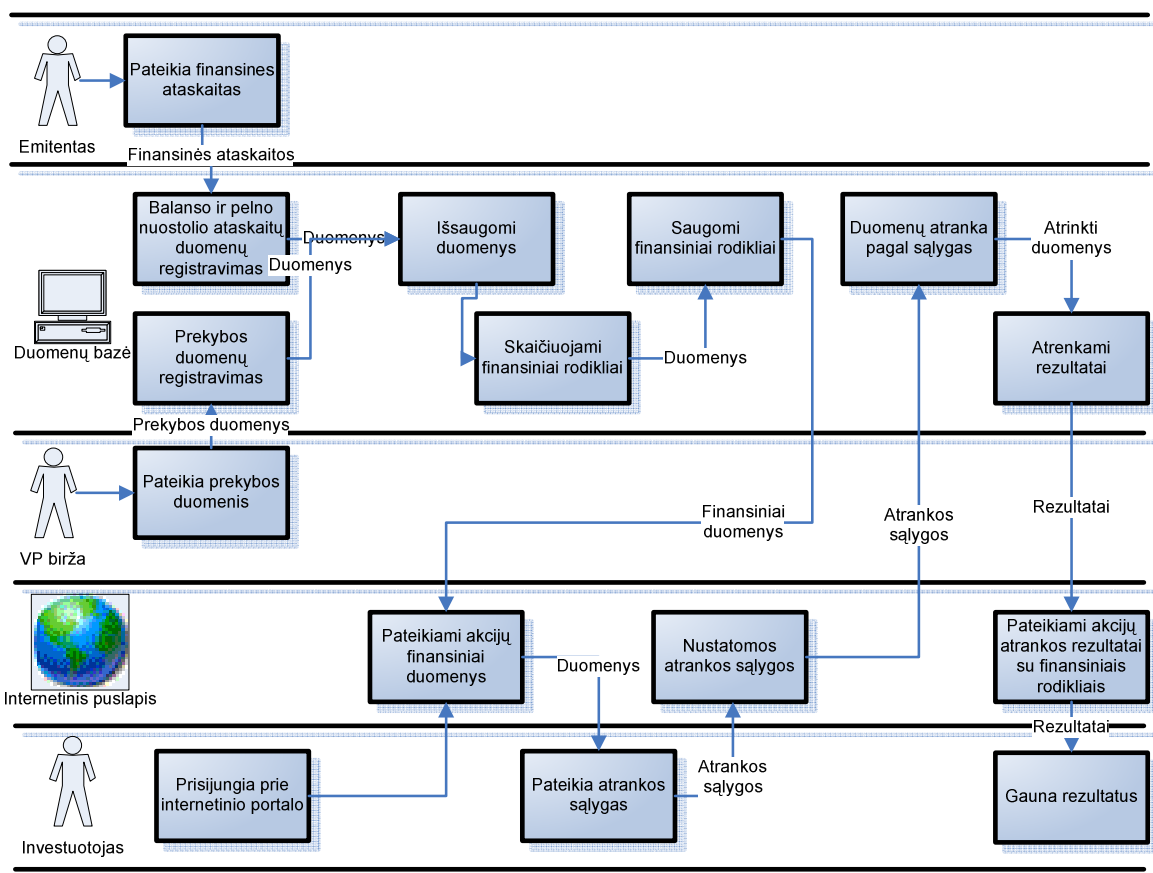 Pateikia finansines
ataskaitas
Emitentas
Finansinės ataskaitos
Balanso ir pelno
nuostolio ataskaitų
duomenų
registravimas
Duomenys
Duomenys
Išsaugomi
duomenys
Saugomi
finansiniai rodikliai
Duomenų atranka
pagal sąlygas
Atrinkti
duomenys
Duomenų bazė
Prekybos
duomenų
registravimas
Skaičiuojami
finansiniai rodikliai
Duomenys
Atrenkami
rezultatai
Prekybos duomenys
Pateikia prekybos
duomenis
VP birža
Finansiniai
duomenys
Atrankos
sąlygos
Rezultatai
Internetinis puslapis
Pateikiami akcijų
finansiniai
duomenys
Duomenys
Nustatomos
atrankos sąlygos
Pateikiami akcijų
atrankos rezultatai
su finansiniais
rodikliais
Rezultatai
Investuotojas
Prisijungia prie
internetinio portalo
Pateikia atrankos
sąlygas
Atrankos
sąlygos
Gauna rezultatus